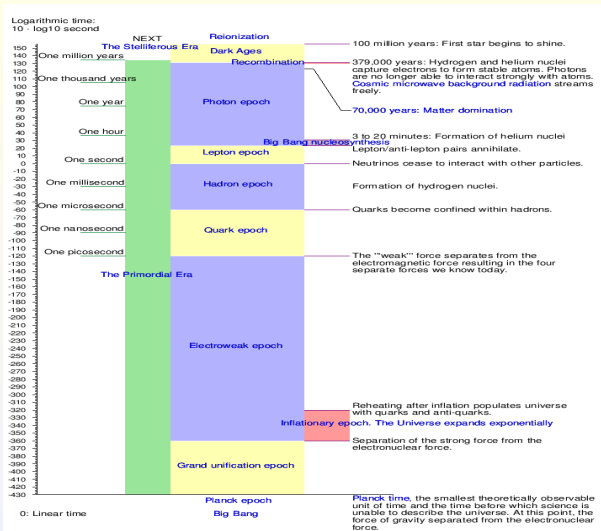 Logarithmic time:
10 - log10 second
NEXT
Reionization
The Stelliferous Era
Dark Ages
100 million years: First star begins to shine.
150
140
One million years
Recombination
379,000 years: Hydrogen and helium nuclei
capture electrons to form stable atoms. Photons
are no longer able to interact strongly with atoms.
Cosmic microwave background radiation streams
freely.
130
120
110
One thousand years
100
90
80
One year
Photon epoch
70,000 years: Matter domination
70
60
50
40
One hour
30
3 to 20 minutes: Formation of helium nuclei
Big Bang nucleosynthesis
Lepton/anti-lepton pairs annihilate.
20
10
Lepton epoch
0
One second
Neutrinos cease to interact with other particles.
-10
-20
-30
One millisecond
Hadron epoch
Formation of hydrogen nuclei.
-40
-50
-60
One microsecond
Quarks become confined within hadrons.
-70
-80
-90
One nanosecond
Quark epoch
-100
-110
-120
One picosecond
The "'weak'" force separates from the
electromagnetic force resulting in the four
separate forces we know today.
-130
-140
The Primordial Era
-150
-160
-170
-180
-190
-200
-210
-220
-230
Electroweak epoch
-240
-250
-260
-270
-280
-290
-300
-310
-320
Reheating after inflation populates universe
with quarks and anti-quarks.
-330
Inflationary epoch. The Universe expands exponentially
-340
-350
-360
Separation of the strong force from the
electronuclear force.
-370
-380
-390
Grand unification epoch
-400
-410
-420
-430
Planck epoch
Planck time, the smallest theoretically observable
unit of time and the time before which science is
unable to describe the universe. At this point, the
force of gravity separated from the electronuclear
force.
0: Linear time
Big Bang